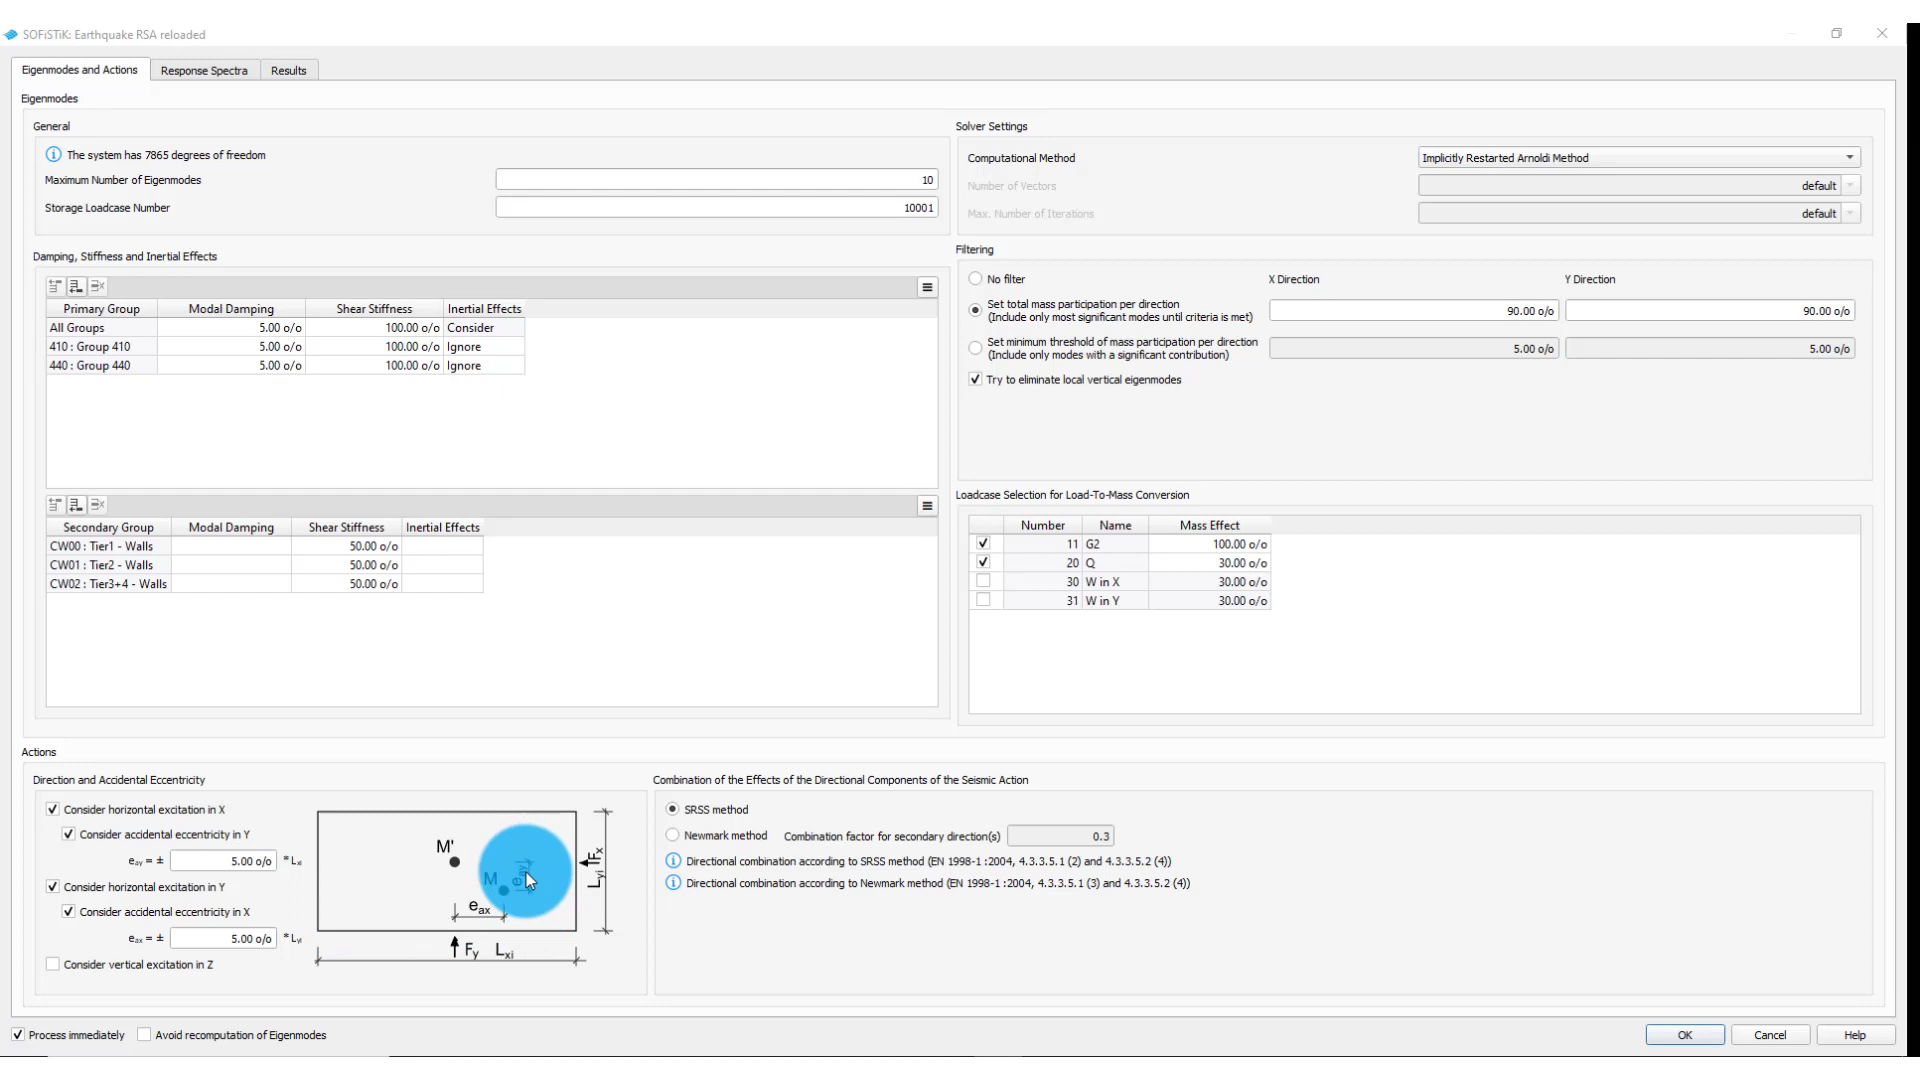 SOFiSTiK: Earthquake RSA reloaded
Eigenmodes and Actions
Response Spectra
Results
Eigenmodes
General
The system has 7865 degrees of freedom
Maximum Number of Eigenmodes 10
Storage Loadcase Number 10001
Damping, Stiffness and Inertial Effects
Primary Group Modal Damping Shear Stiffness Inertial Effects
All Groups 5.00 o/o 100.00 o/o Consider
410 : Group 410 5.00 o/o 100.00 o/o Ignore
440 : Group 440 5.00 o/o 100.00 o/o Ignore
Secondary Group Modal Damping Shear Stiffness Inertial Effects
CW00 : Tier1 - Walls 50.00 o/o
CW01 : Tier2 - Walls 50.00 o/o
CW02 : Tier3+4 - Walls 50.00 o/o
Solver Settings
Computational Method Implicitly Restarted Arnoldi Method
Number of Vectors default
Max. Number of Iterations default
Filtering
No filter X Direction Y Direction
Set total mass participation per direction
(Include only most significant modes until criteria is met) 90.00 o/o 90.00 o/o
Set minimum threshold of mass participation per direction
(Include only modes with a significant contribution) 5.00 o/o 5.00 o/o
Try to eliminate local vertical eigenmodes
Loadcase Selection for Load-To-Mass Conversion
Number Name Mass Effect
11 G2 100.00 o/o
20 Q 30.00 o/o
30 W in X 30.00 o/o
31 W in Y 30.00 o/o
Actions
Direction and Accidental Eccentricity
Consider horizontal excitation in X
Consider accidental eccentricity in Y
eay = ± 5.00 o/o * Lxi
Consider horizontal excitation in Y
Consider accidental eccentricity in X
eax = ± 5.00 o/o * Lyi
Consider vertical excitation in Z
M'
M
eay
eax
Fx
Lyi
Fy Lxi
Combination of the Effects of the Directional Components of the Seismic Action
SRSS method
Newmark method Combination factor for secondary direction(s) 0.3
Directional combination according to SRSS method (EN 1998-1 :2004, 4.3.3.5.1 (2) and 4.3.3.5.2 (4))
Directional combination according to Newmark method (EN 1998-1 :2004, 4.3.3.5.1 (3) and 4.3.3.5.2 (4))
Process immediately
Avoid recomputation of Eigenmodes
OK
Cancel
Help